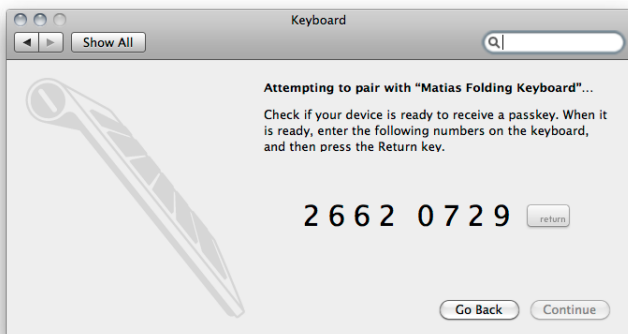 Keyboard
Show All
Attempting to pair with “Matias Folding Keyboard”...
Check if your device is ready to receive a passkey. When it
is ready, enter the following numbers on the keyboard,
and then press the Return key.
2662 0729 return
Go Back Continue